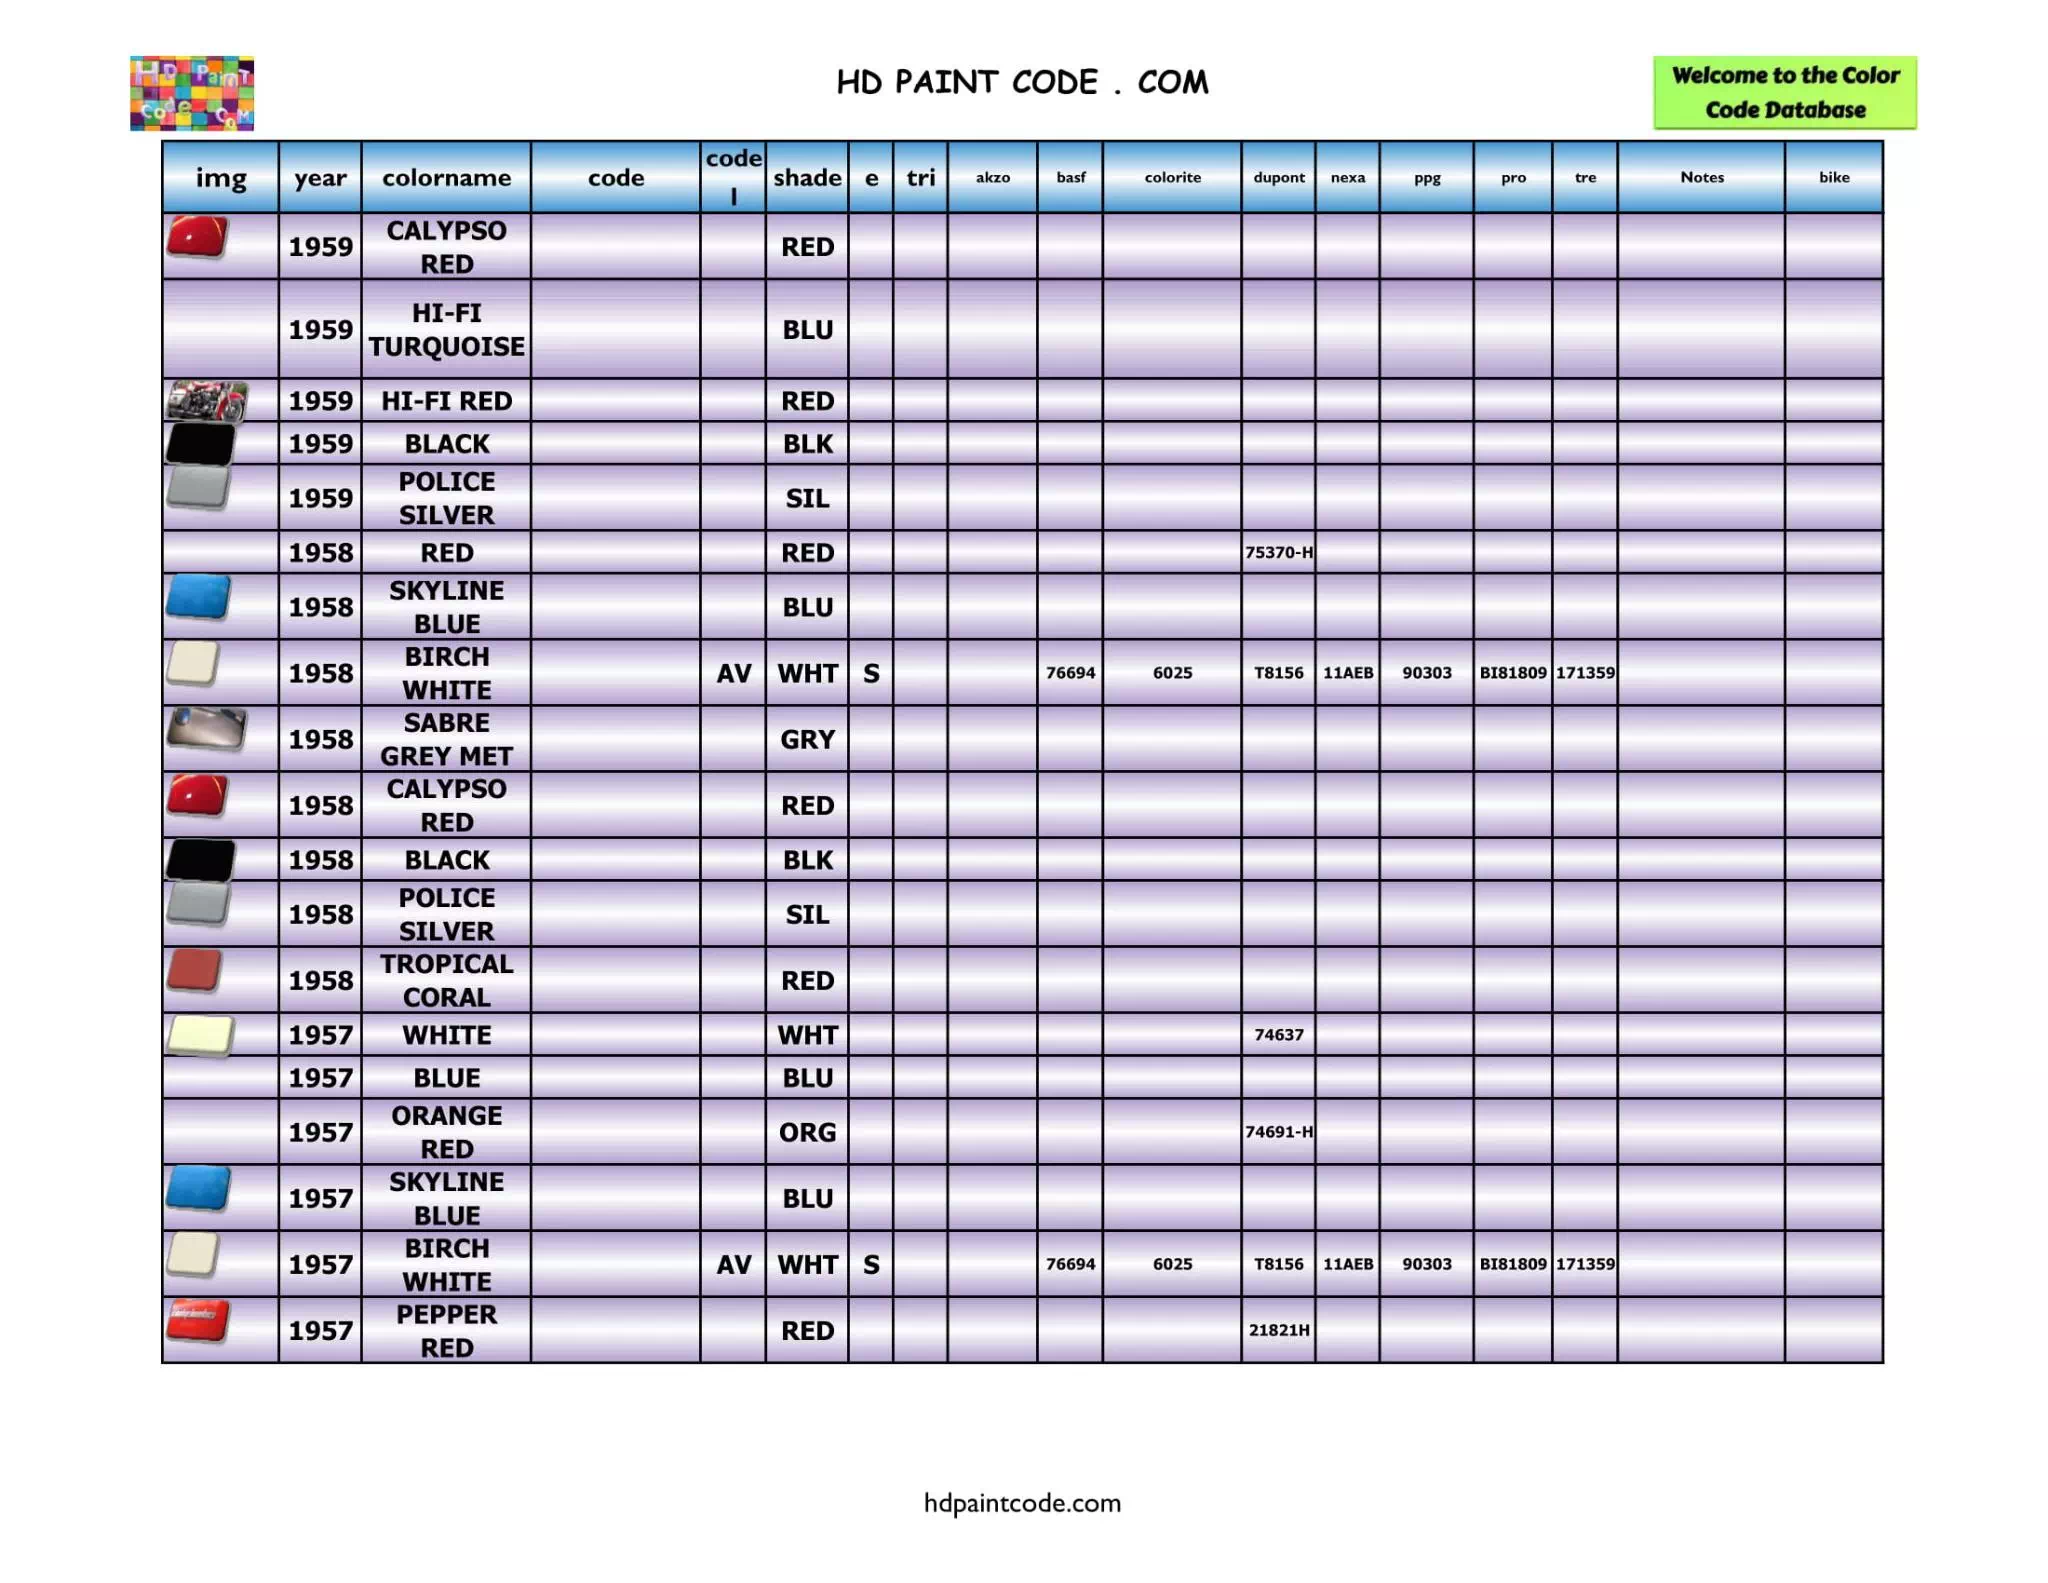 HD PainT
Code CoM
HD PAINT CODE . COM
Welcome to the Color
Code Database
img year colorname code code l shade e tri akzo basf colorite dupont nexa ppg pro tre Notes bike
1959 CALYPSO RED RED
1959 HI-FI TURQUOISE BLU
1959 HI-FI RED RED
1959 BLACK BLK
1959 POLICE SILVER SIL
1958 RED RED 75370-H
1958 SKYLINE BLUE BLU
1958 BIRCH WHITE AV WHT S 76694 6025 T8156 11AEB 90303 BI81809 171359
1958 SABRE GREY MET GRY
1958 CALYPSO RED RED
1958 BLACK BLK
1958 POLICE SILVER SIL
1958 TROPICAL CORAL RED
1957 WHITE WHT 74637
1957 BLUE BLU
1957 ORANGE RED ORG 74691-H
1957 SKYLINE BLUE BLU
1957 BIRCH WHITE AV WHT S 76694 6025 T8156 11AEB 90303 BI81809 171359
1957 PEPPER RED RED 21821H
hdpaintcode.com